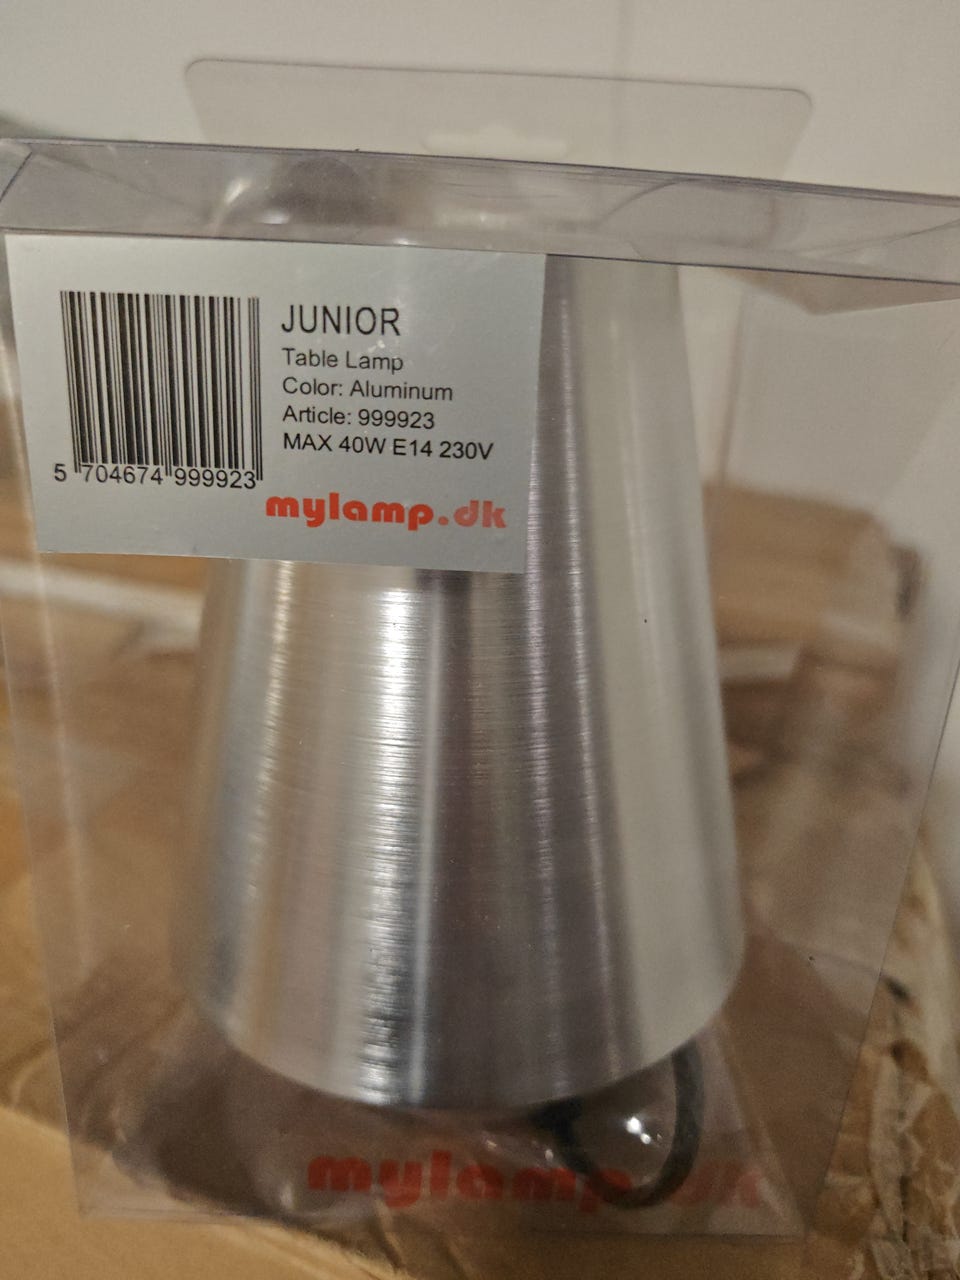 JUNIOR
Table Lamp
Color: Aluminum
Article: 999923
MAX 40W E14 230V
5 704674 999923
mylamp.dk
mylamp.dk